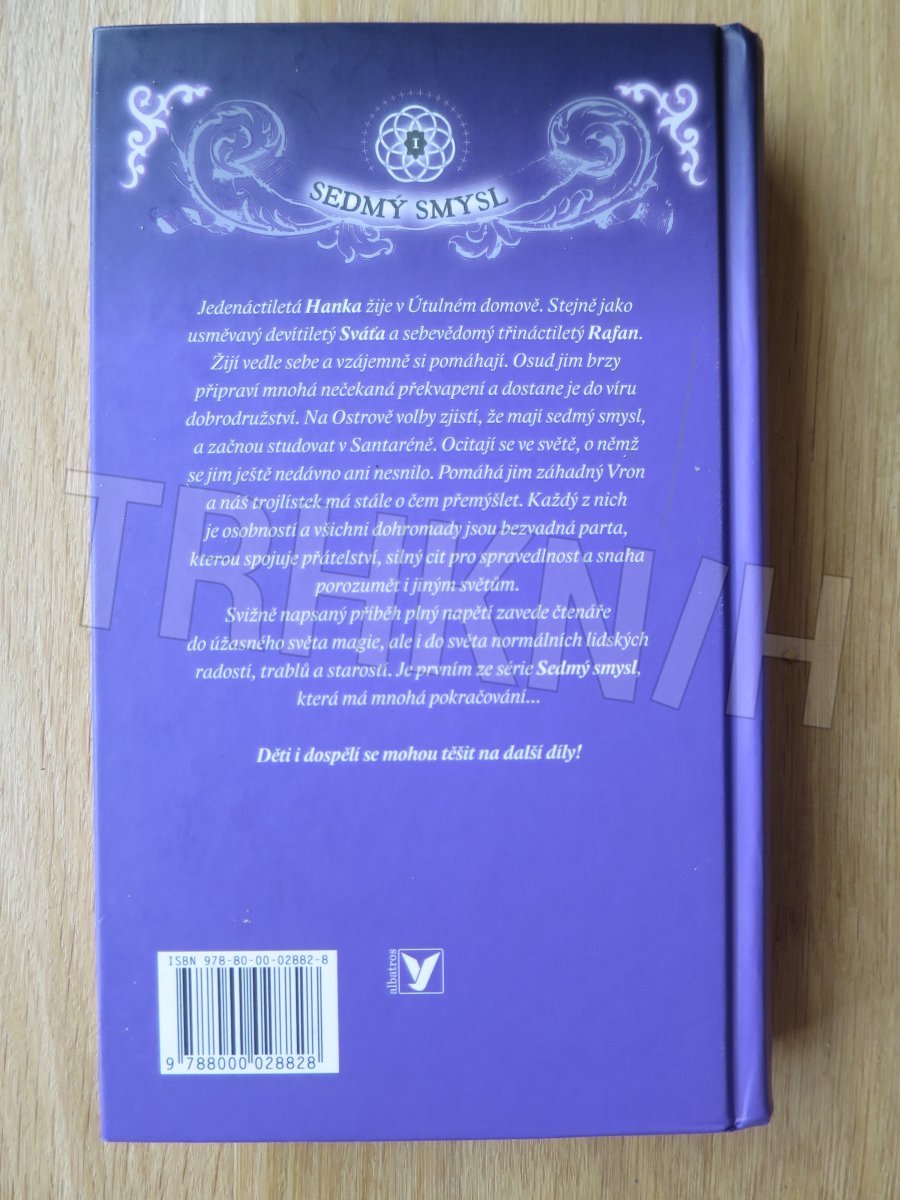 I
SEDMÝ SMYSL
Jedenáctiletá Hanka žije v Útulném domově. Stejně jako
usměvavý devítiletý Sváťa a sebevědomý třináctiletý Rafan.
Žijí vedle sebe a vzájemně si pomáhají. Osud jim brzy
připraví mnohá nečekaná překvapení a dostane je do víru
dobrodružství. Na Ostrově volby zjistí, že mají sedmý smysl,
a začnou studovat v Santaréně. Ocitají se ve světě, o němž
se jim ještě nedávno ani nesnilo. Pomáhá jim záhadný Vron
a náš trojlístek má stále o čem přemýšlet. Každý z nich
je osobností a všichni dohromady jsou bezvadná parta,
kterou spojuje přátelství, silný cit pro spravedlnost a snaha
porozumět i jiným světům.
Svižně napsaný příběh plný napětí zavede čtenáře
do úžasného světa magie, ale i do světa normálních lidských
radostí, trablů a starostí. Je prvním ze série Sedmý smysl,
která má mnohá pokračování...
Děti i dospělí se mohou těšit na další díly!
TRHKNIH
ISBN 978-80-00-02882-8
9 788000 028828
albatros